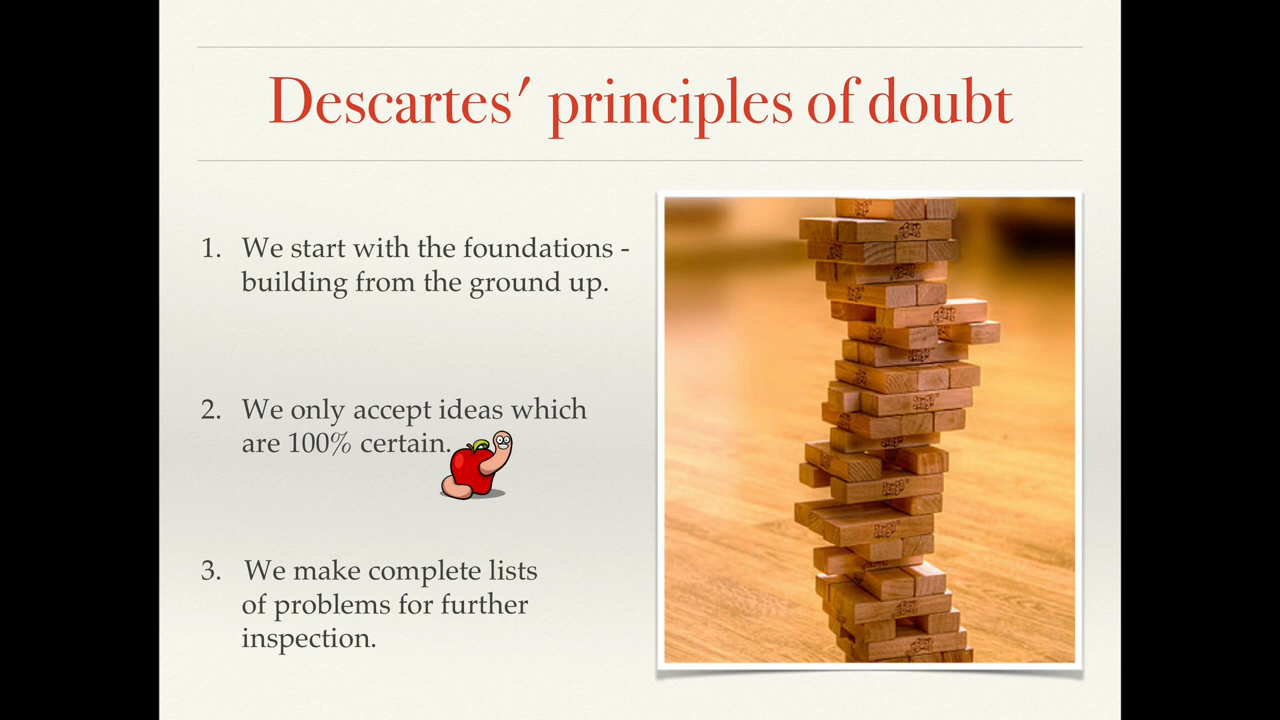 Descartes' principles of doubt
1. We start with the foundations -
building from the ground up.
2. We only accept ideas which
are 100% certain.
3. We make complete lists
of problems for further
inspection.